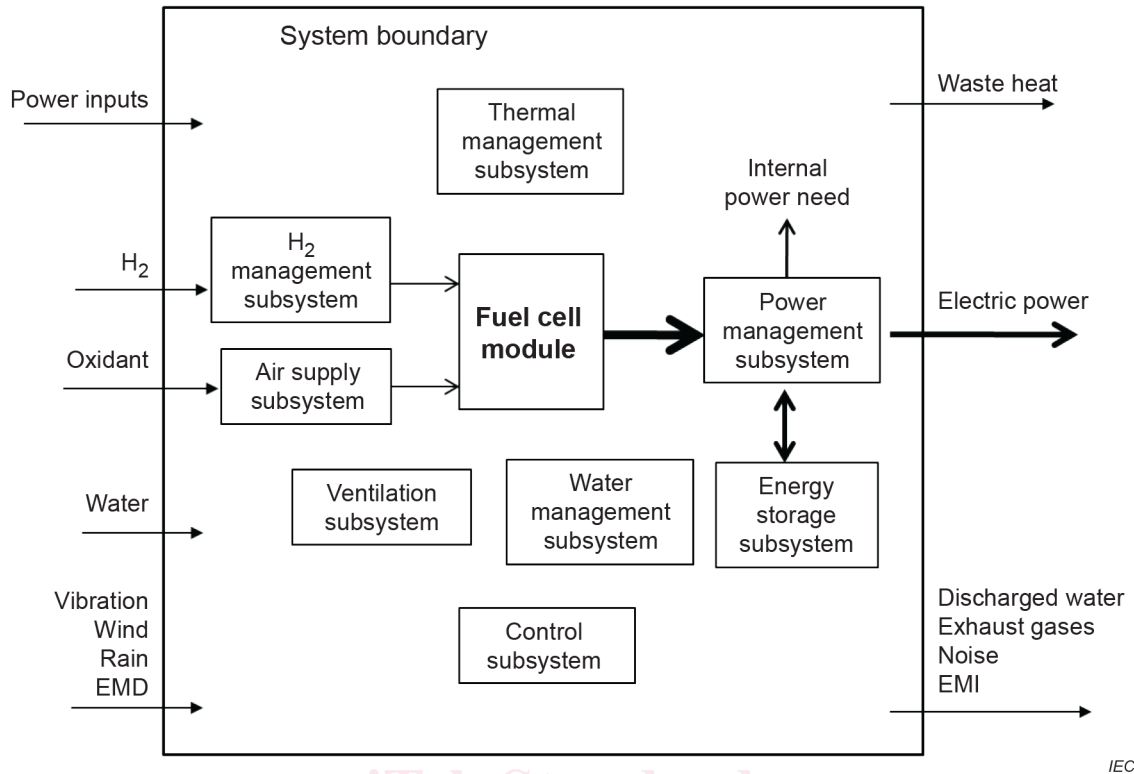 System boundary
Power inputs
Waste heat
Thermal
management
subsystem
Internal
power need
H2
H2
management
subsystem
Fuel cell
module
Power
management
subsystem
Electric power
Oxidant
Air supply
subsystem
Water
Ventilation
subsystem
Water
management
subsystem
Energy
storage
subsystem
Vibration
Wind
Rain
EMD
Control
subsystem
Discharged water
Exhaust gases
Noise
EMI
IEC